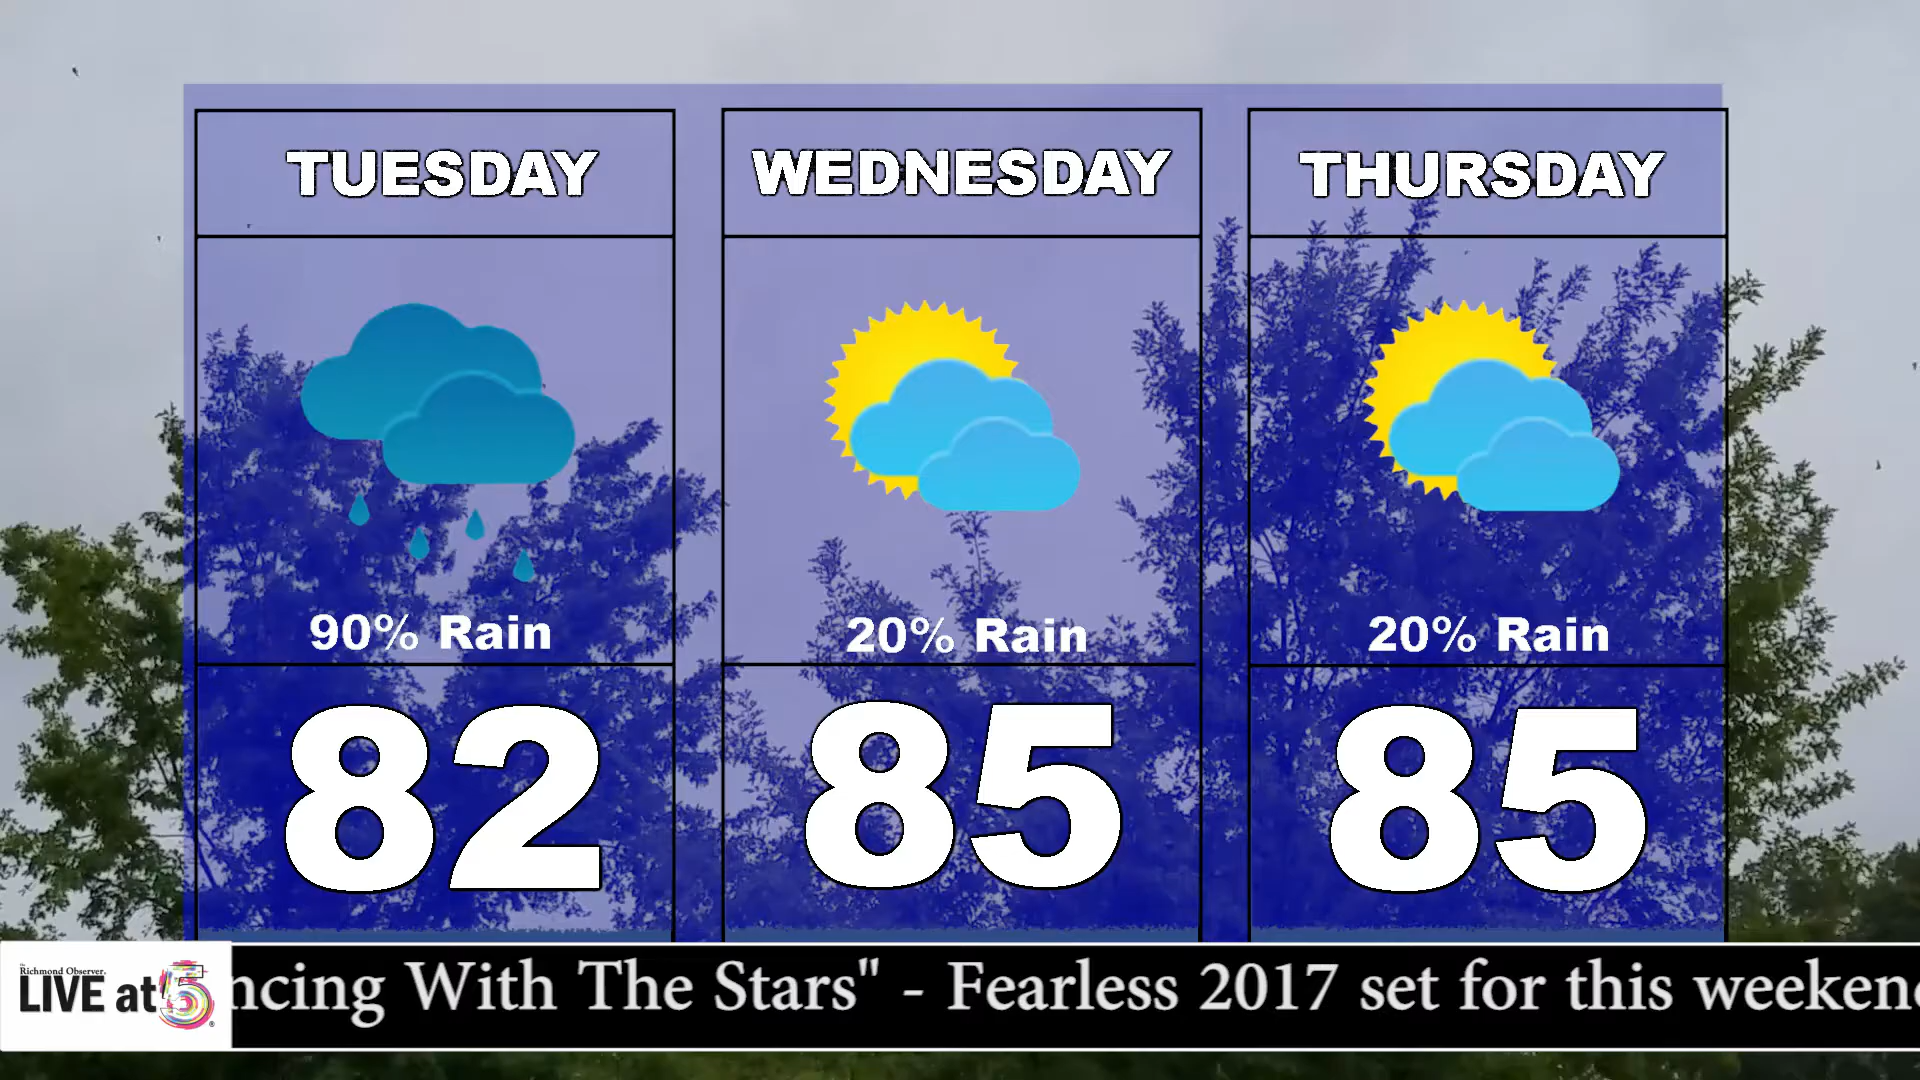 TUESDAY
WEDNESDAY
THURSDAY
90% Rain
20% Rain
20% Rain
82
85
85
The Richmond Observer.
LIVE at 5
ncing With The Stars" - Fearless 2017 set for this weeken